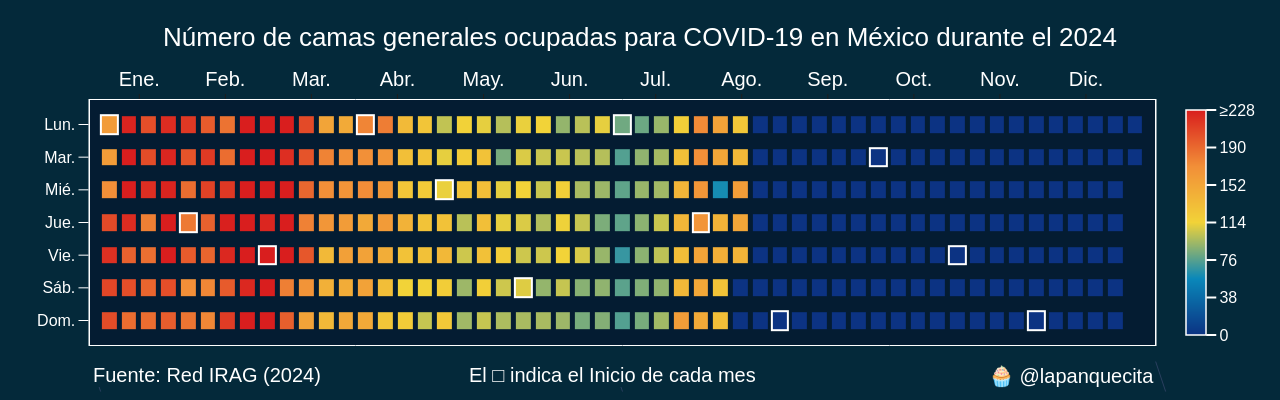 Número de camas generales ocupadas para COVID-19 en México durante el 2024
Ene. Feb. Mar. Abr. May. Jun. Jul. Ago. Sep. Oct. Nov. Dic.
Lun.
Mar.
Mié.
Jue.
Vie.
Sáb.
Dom.
≥228
190
152
114
76
38
0
Fuente: Red IRAG (2024)
El □ indica el Inicio de cada mes
🧁 @lapanquecita